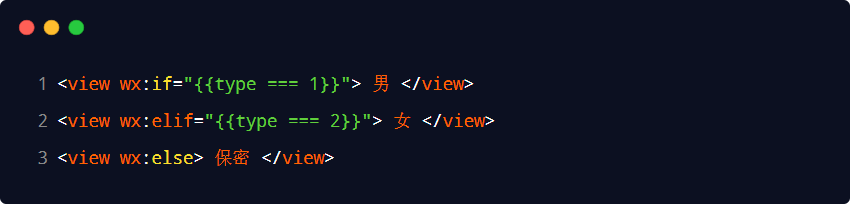 1 <view wx:if="{{type === 1}}"> 男 </view>
2 <view wx:elif="{{type === 2}}"> 女 </view>
3 <view wx:else> 保密 </view>